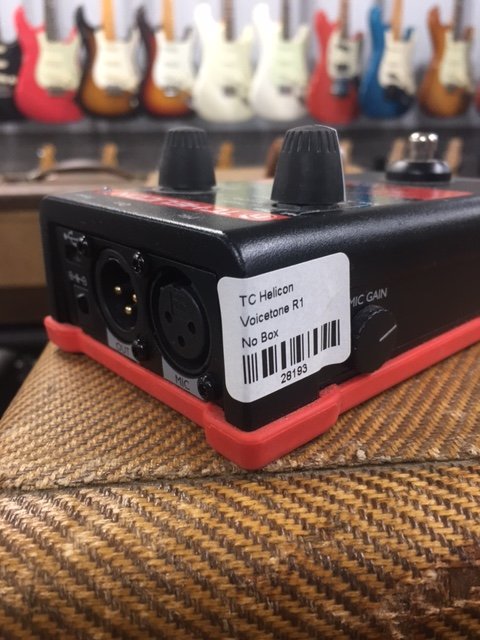 TC Helicon
Voicetone R1
No Box
28193
MIC GAIN
OUT
MIC